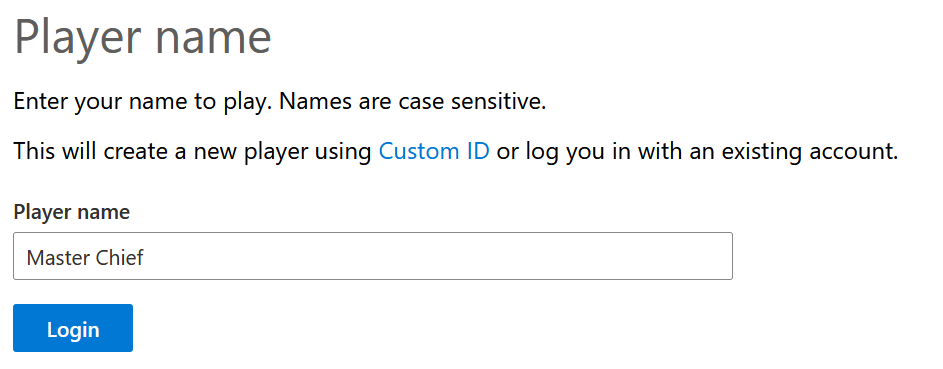 Player name
Enter your name to play. Names are case sensitive.
This will create a new player using Custom ID or log you in with an existing account.
Player name
Master Chief
Login